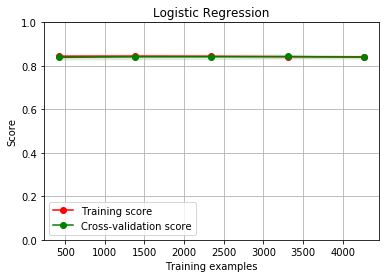 Logistic Regression
1.0
0.8
0.6
0.4
0.2
0.0
Score
Training score
Cross-validation score
500 1000 1500 2000 2500 3000 3500 4000
Training examples